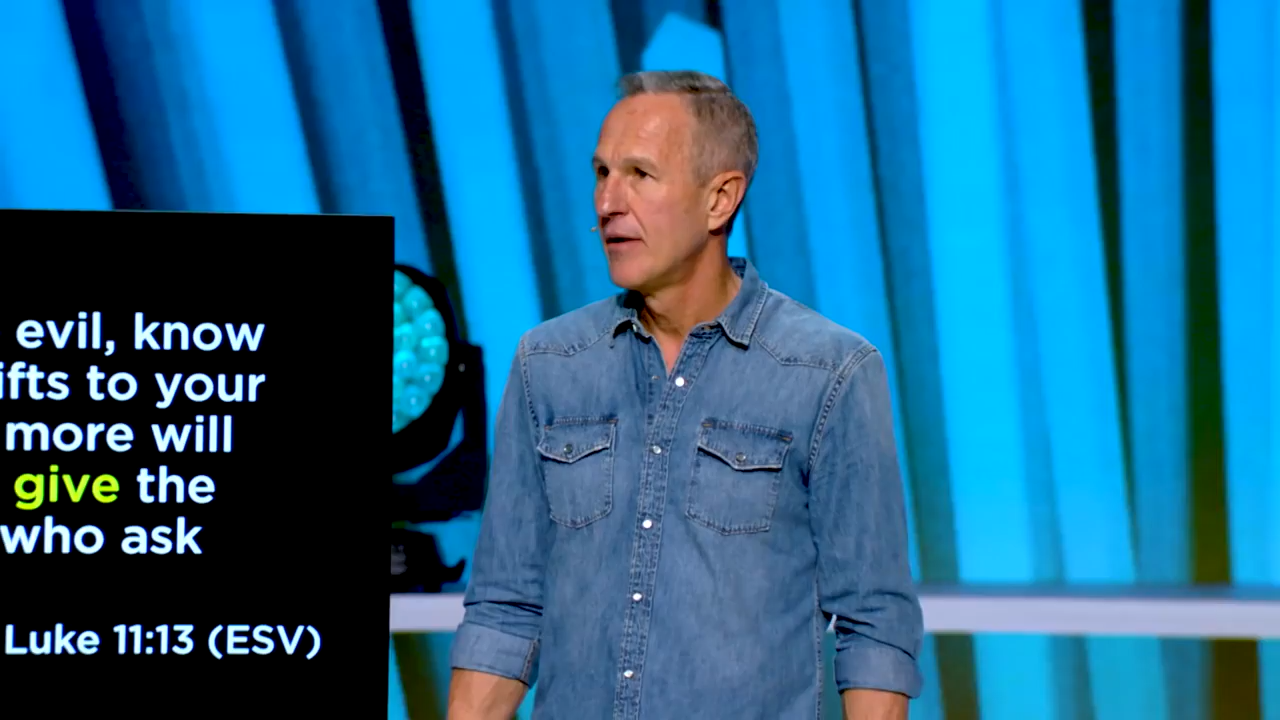 evil, know
ifts to your
more will
give the
who ask
Luke 11:13 (ESV)